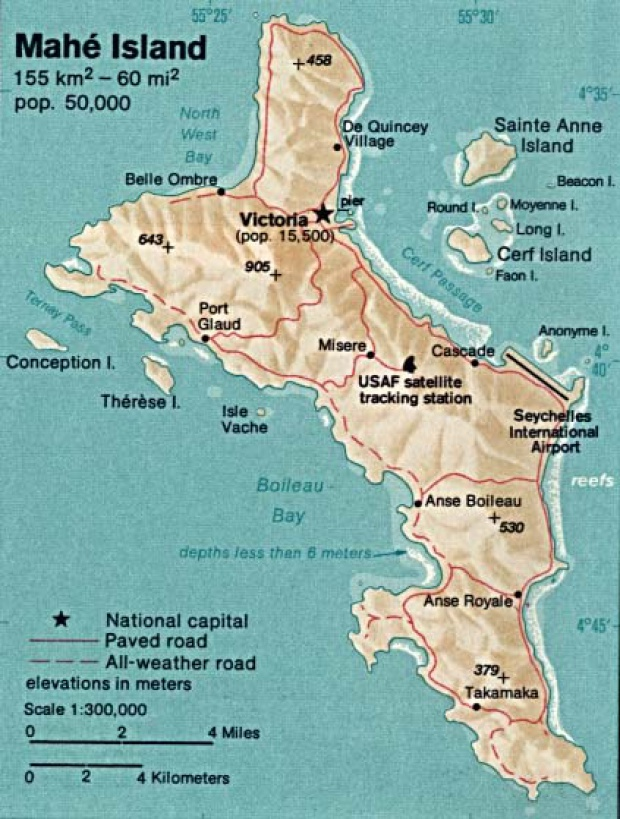 55°25'
55°30'
Mahé Island
155 km² – 60 mi²
pop. 50,000
458
4°35'
North
West
Bay
De Quincey
Village
Sainte Anne
Island
Belle Ombre
Beacon I.
pier
Round I.
Moyenne I.
Victoria
(pop. 15,500)
Long I.
643
Cerf Island
905
Cerf Passage
Faon I.
Ternay Pass
Port
Glaud
Anonyme I.
Misere
Cascade
4°
40'
Conception I.
USAF satellite
tracking station
Thérèse I.
Isle
Vache
Seychelles
International
Airport
Boileau
Bay
reefs
Anse Boileau
530
depths less than 6 meters
Anse Royale
4°45'
National capital
Paved road
All-weather road
elevations in meters
379
Takamaka
Scale 1:300,000
0 2 4 Miles
0 2 4 Kilometers